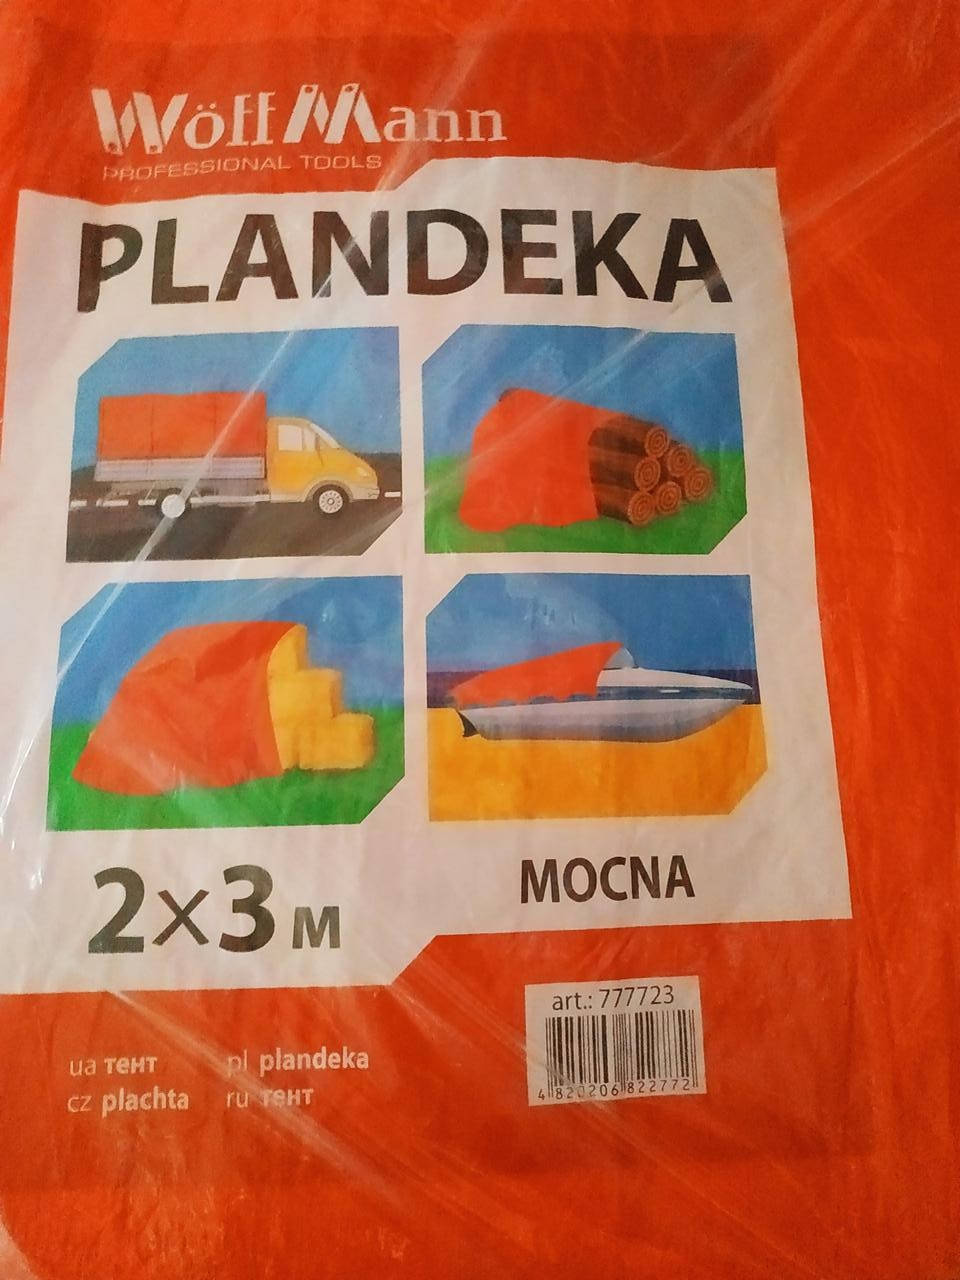 WöffMann
PROFESSIONAL TOOLS
PLANDEKA
2×3 м
MOCNA
art.: 777723
4 820206 822772
ua тент pl plandeka
cz plachta ru тент